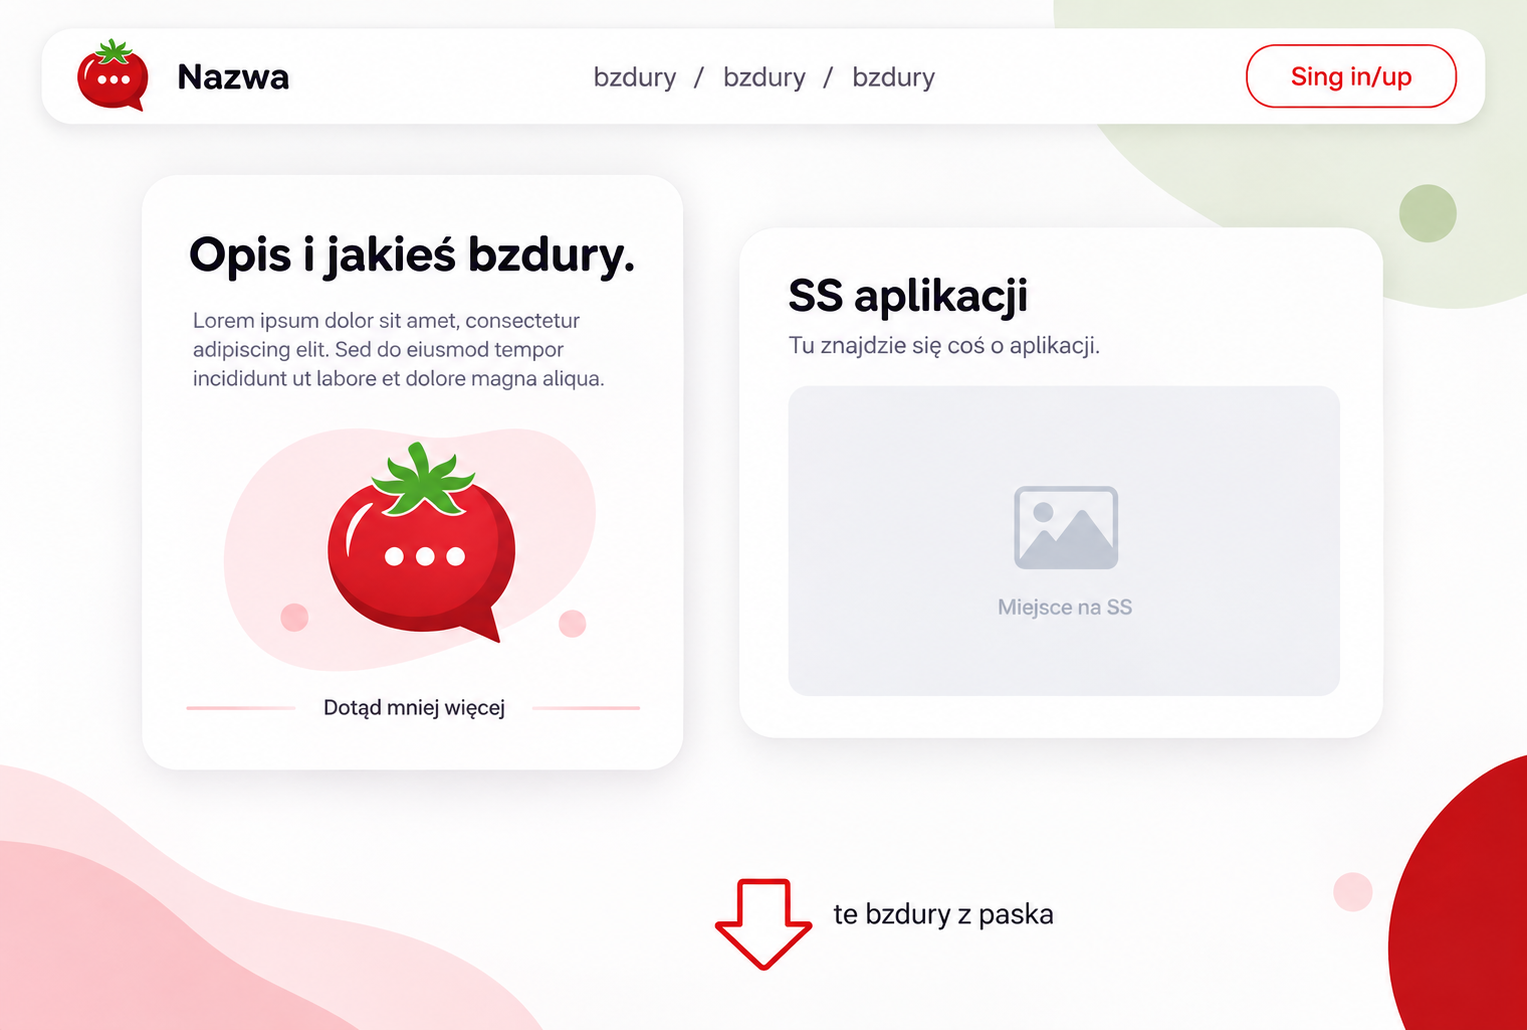 Nazwa
bzdury / bzdury / bzdury
Sing in/up
Opis i jakieś bzdury.
Lorem ipsum dolor sit amet, consectetur
adipiscing elit. Sed do eiusmod tempor
incididunt ut labore et dolore magna aliqua.
Dotąd mniej więcej
SS aplikacji
Tu znajdzie się coś o aplikacji.
Miejsce na SS
te bzdury z paska